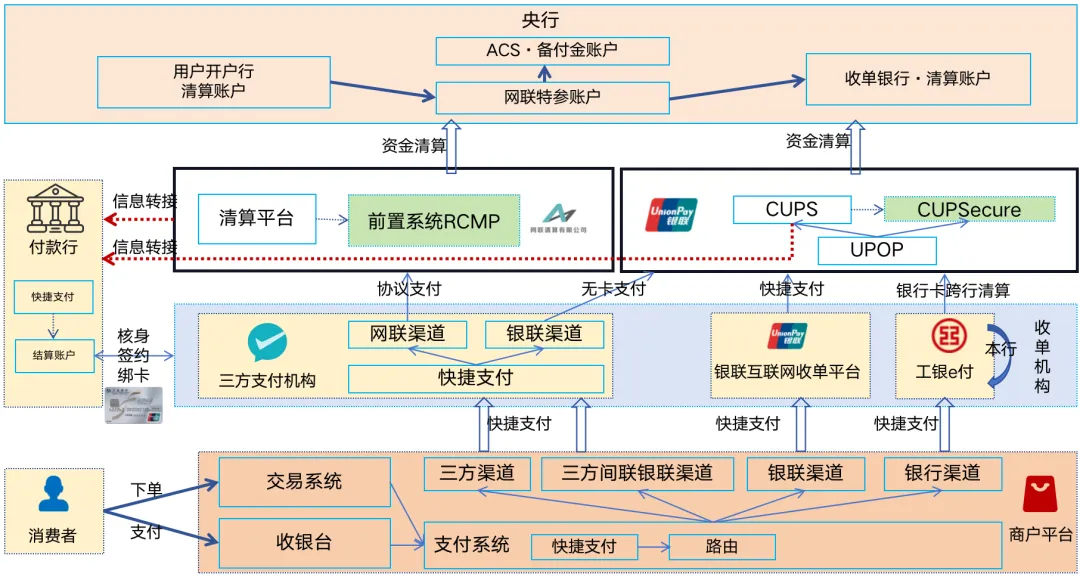 央行
ACS·备付金账户
用户开户行
清算账户
网联特参账户
收单银行·清算账户
资金清算
资金清算
付款行
信息转接
信息转接
清算平台
前置系统RCMP
网联清算有限公司
UnionPay
银联
CUPS
CUPSecure
UPOP
快捷支付
结算账户
协议支付
无卡支付
快捷支付
银行卡跨行清算
核身
签约
绑卡
三方支付机构
网联渠道
银联渠道
快捷支付
UnionPay
银联
银联互联网收单平台
工银e付
本行
收单机构
快捷支付
快捷支付
快捷支付
消费者
下单
支付
交易系统
收银台
三方渠道
三方间联银联渠道
银联渠道
银行渠道
支付系统
快捷支付
路由
商户平台